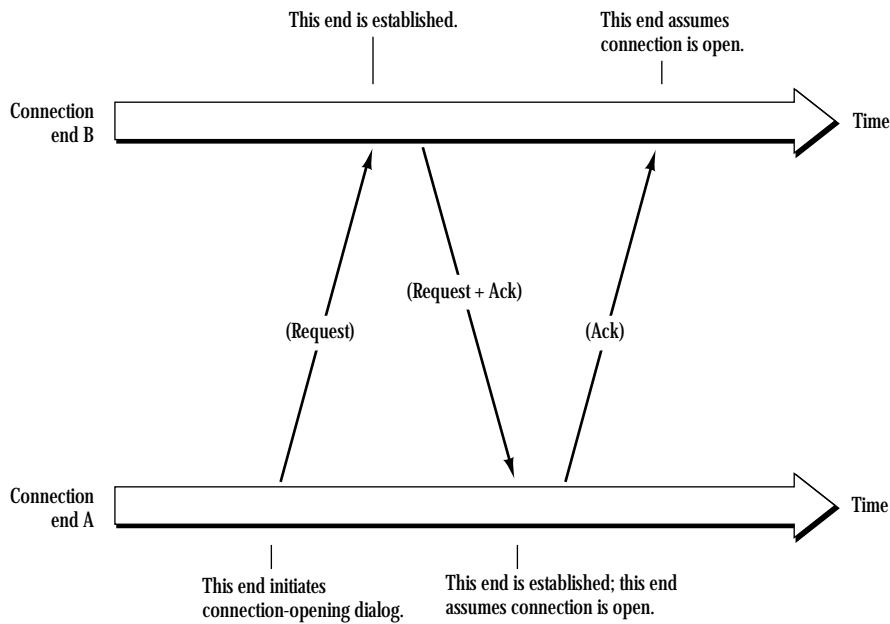 This end is established.
This end assumes
connection is open.
Connection
end B
Time
(Request)
(Request + Ack)
(Ack)
Connection
end A
Time
This end initiates
connection-opening dialog.
This end is established; this end
assumes connection is open.